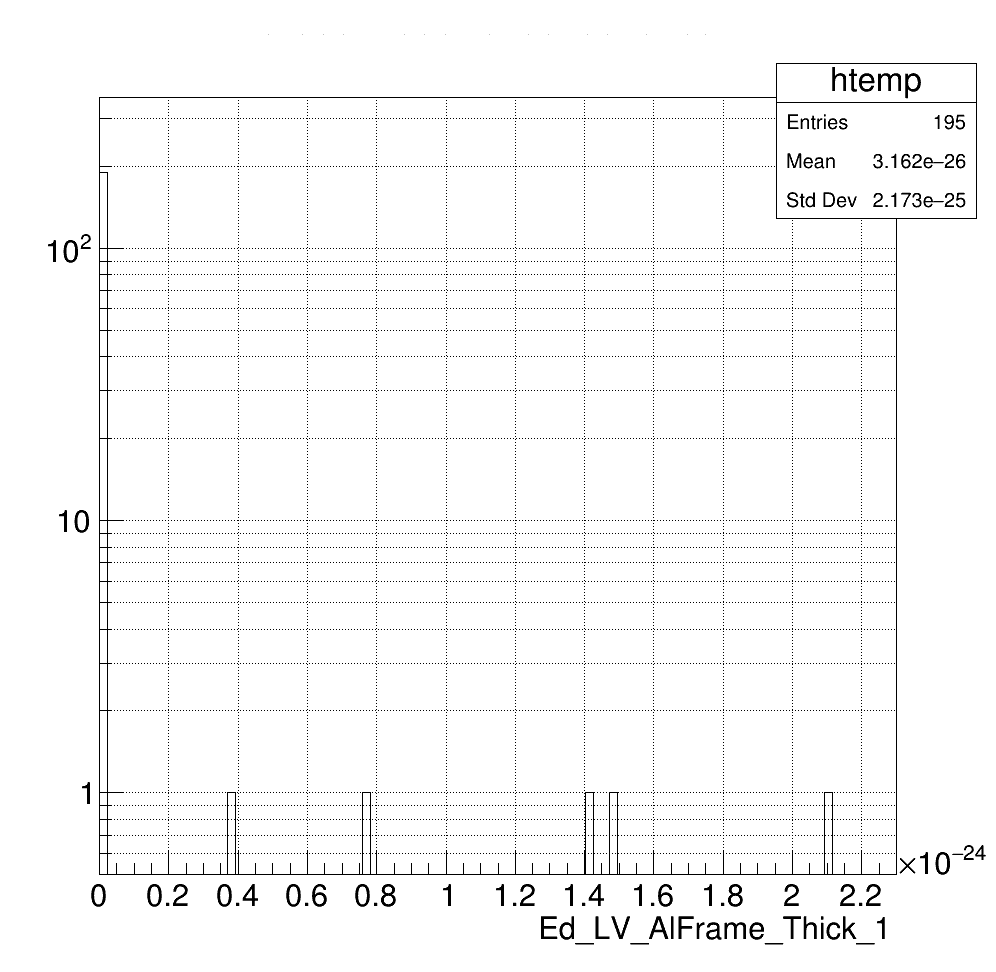 htemp
Entries 195
Mean 3.162e−26
Std Dev 2.173e−25
10²
10
1
0 0.2 0.4 0.6 0.8 1 1.2 1.4 1.6 1.8 2 2.2
×10⁻²⁴
Ed_LV_AlFrame_Thick_1